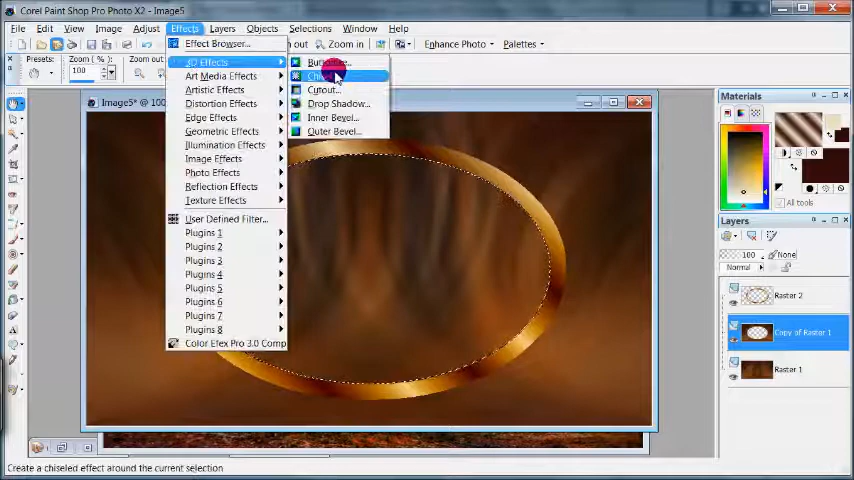 Corel Paint Shop Pro Photo X2 - Image5
File Edit View Image Adjust Effects Layers Objects Selections Window Help
Presets: Zoom ( % ): out Zoom in Enhance Photo Palettes
100
Effect Browser...
3D Effects
Art Media Effects
Artistic Effects
Distortion Effects
Edge Effects
Geometric Effects
Illumination Effects
Image Effects
Photo Effects
Reflection Effects
Texture Effects
User Defined Filter...
Plugins 1
Plugins 2
Plugins 3
Plugins 4
Plugins 5
Plugins 6
Plugins 7
Plugins 8
Color Efex Pro 3.0 Comp
Cutout...
Drop Shadow...
Inner Bevel...
Outer Bevel...
Image5* @ 100
Materials
All tools
Layers
100 None
Normal
Raster 2
Copy of Raster 1
Raster 1
Create a chiseled effect around the current selection